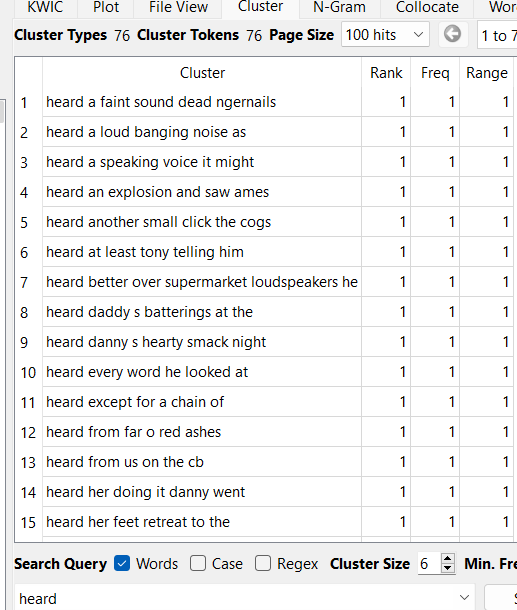 KWIC Plot File View Cluster N-Gram Collocate Wor
Cluster Types 76 Cluster Tokens 76 Page Size 100 hits 1 to 7
Cluster Rank Freq Range
1 heard a faint sound dead ngernails 1 1 1
2 heard a loud banging noise as 1 1 1
3 heard a speaking voice it might 1 1 1
4 heard an explosion and saw ames 1 1 1
5 heard another small click the cogs 1 1 1
6 heard at least tony telling him 1 1 1
7 heard better over supermarket loudspeakers he 1 1 1
8 heard daddy s batterings at the 1 1 1
9 heard danny s hearty smack night 1 1 1
10 heard every word he looked at 1 1 1
11 heard except for a chain of 1 1 1
12 heard from far o red ashes 1 1 1
13 heard from us on the cb 1 1 1
14 heard her doing it danny went 1 1 1
15 heard her feet retreat to the 1 1 1
Search Query Words Case Regex Cluster Size 6 Min. Fre
heard S